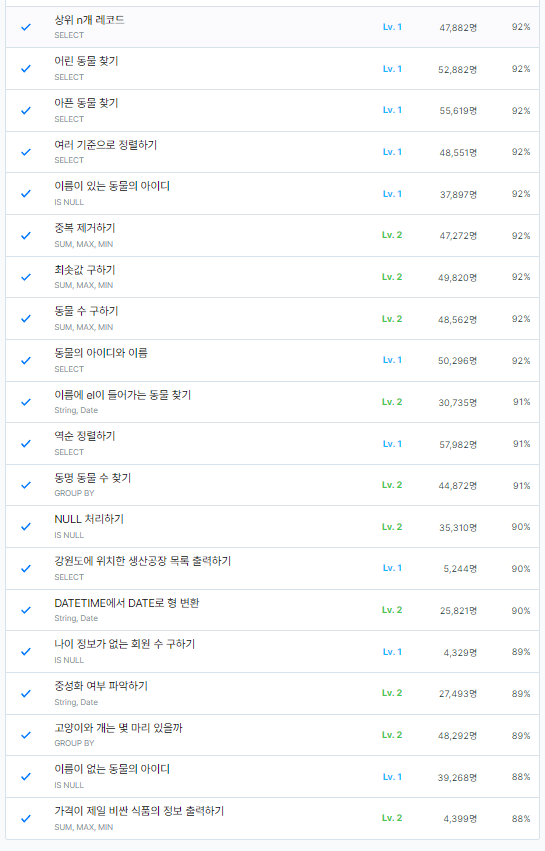 상위 n개 레코드
SELECT
Lv. 1 47,882명 92%
어린 동물 찾기
SELECT
Lv. 1 52,882명 92%
아픈 동물 찾기
SELECT
Lv. 1 55,619명 92%
여러 기준으로 정렬하기
SELECT
Lv. 1 48,551명 92%
이름이 있는 동물의 아이디
IS NULL
Lv. 1 37,897명 92%
중복 제거하기
SUM, MAX, MIN
Lv. 2 47,272명 92%
최솟값 구하기
SUM, MAX, MIN
Lv. 2 49,820명 92%
동물 수 구하기
SUM, MAX, MIN
Lv. 2 48,562명 92%
동물의 아이디와 이름
SELECT
Lv. 1 50,296명 92%
이름에 el이 들어가는 동물 찾기
String, Date
Lv. 2 30,735명 91%
역순 정렬하기
SELECT
Lv. 1 57,982명 91%
동명 동물 수 찾기
GROUP BY
Lv. 2 44,872명 91%
NULL 처리하기
IS NULL
Lv. 2 35,310명 90%
강원도에 위치한 생산공장 목록 출력하기
SELECT
Lv. 1 5,244명 90%
DATETIME에서 DATE로 형 변환
String, Date
Lv. 2 25,821명 90%
나이 정보가 없는 회원 수 구하기
IS NULL
Lv. 1 4,329명 89%
중성화 여부 파악하기
String, Date
Lv. 2 27,493명 89%
고양이와 개는 몇 마리 있을까
GROUP BY
Lv. 2 48,292명 89%
이름이 없는 동물의 아이디
IS NULL
Lv. 1 39,268명 88%
가격이 제일 비싼 식품의 정보 출력하기
SUM, MAX, MIN
Lv. 2 4,399명 88%